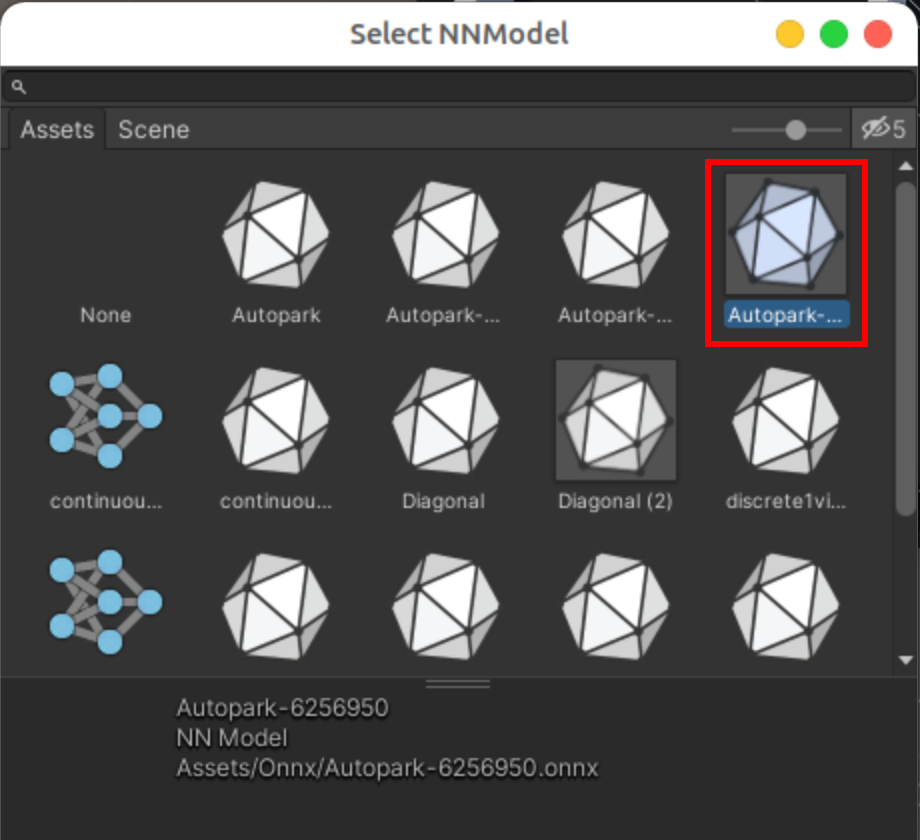 Select NNModel
Assets Scene 5
None Autopark Autopark-... Autopark-... Autopark-...
continuou... continuou... Diagonal Diagonal (2) discrete1vi...
Autopark-6256950
NN Model
Assets/Onnx/Autopark-6256950.onnx